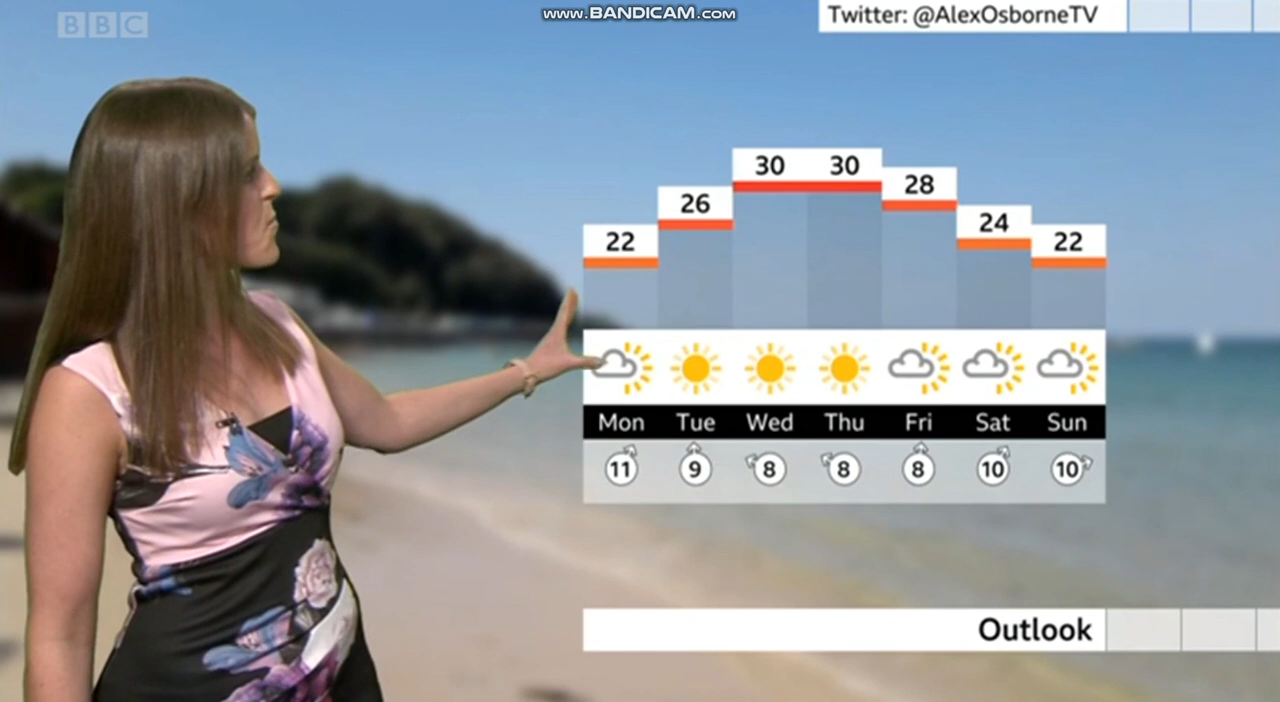 BBC
www.BANDICAM.com
Twitter: @AlexOsborneTV
30 30
28
26
24
22 22
Mon Tue Wed Thu Fri Sat Sun
11 9 8 8 8 10 10
Outlook